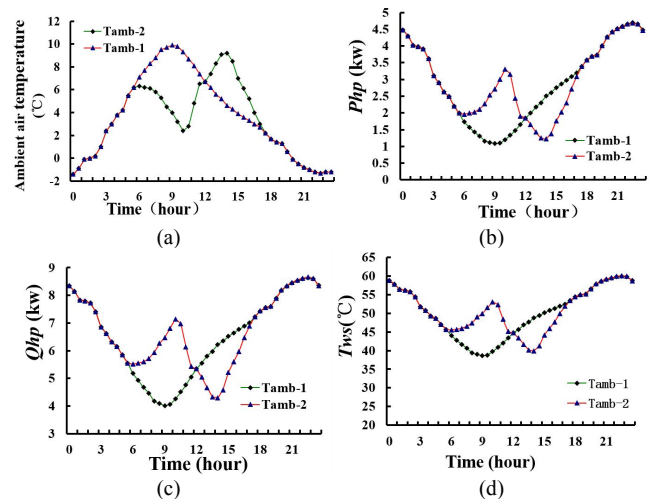 Ambient air temperature
(℃)
12
10
8
6
4
2
0
-2
Tamb-2
Tamb-1
0 3 6 9 12 15 18 21
Time（hour）
(a)
Php (kw)
5
4.5
4
3.5
3
2.5
2
1.5
1
0.5
0
Tamb-1
Tamb-2
0 3 6 9 12 15 18 21
Time（hour）
(b)
Qhp (kw)
9
8
7
6
5
4
3
Tamb-1
Tamb-2
0 3 6 9 12 15 18 21
Time (hour)
(c)
Tws(℃)
65
60
55
50
45
40
35
30
25
20
Tamb-1
Tamb-2
0 3 6 9 12 15 18 21
Time (hour)
(d)